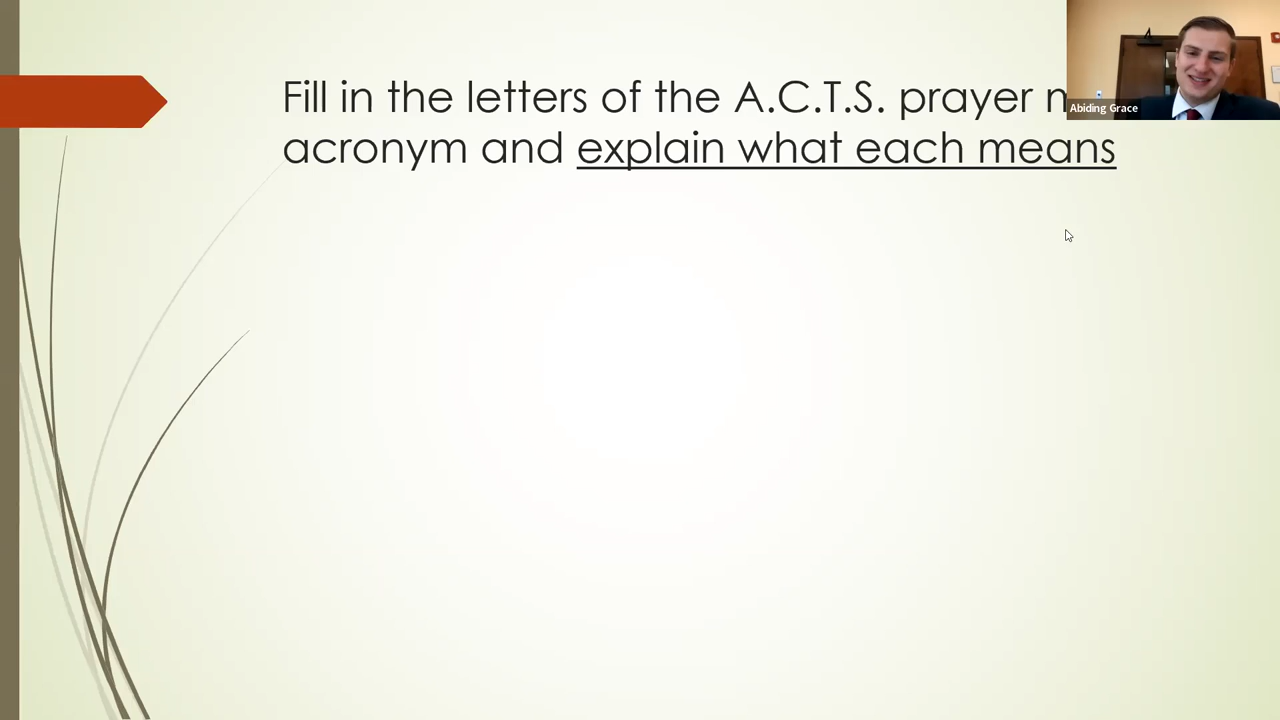 Fill in the letters of the A.C.T.S. prayer
acronym and explain what each means
Abiding Grace